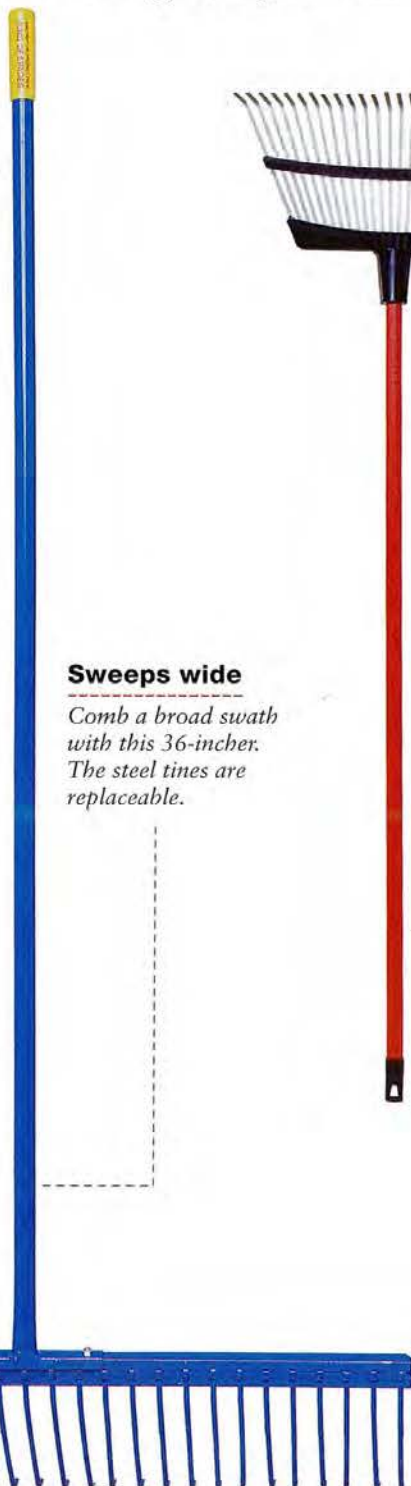 Sweeps wide
Comb a broad swath
with this 36-incher.
The steel tines are
replaceable.